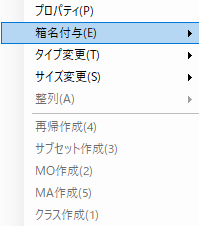 プロパティ(P)
箱名付与(E)
タイプ変更(T)
サイズ変更(S)
整列(A)
再帰作成(4)
サブセット作成(3)
MO作成(2)
MA作成(5)
クラス作成(1)